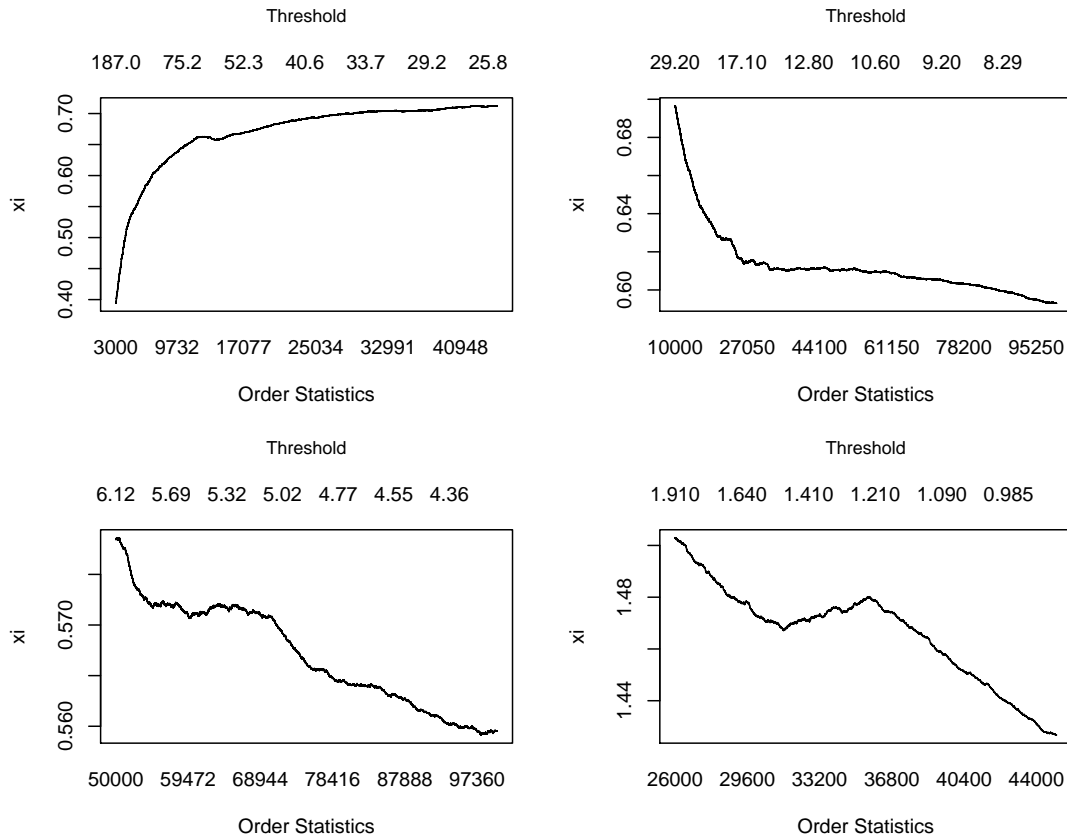 Threshold
187.0 75.2 52.3 40.6 33.7 29.2 25.8
xi
0.70
0.60
0.50
0.40
3000 9732 17077 25034 32991 40948
Order Statistics
Threshold
29.20 17.10 12.80 10.60 9.20 8.29
xi
0.68
0.64
0.60
10000 27050 44100 61150 78200 95250
Order Statistics
Threshold
6.12 5.69 5.32 5.02 4.77 4.55 4.36
xi
0.570
0.560
50000 59472 68944 78416 87888 97360
Order Statistics
Threshold
1.910 1.640 1.410 1.210 1.090 0.985
xi
1.48
1.44
26000 29600 33200 36800 40400 44000
Order Statistics